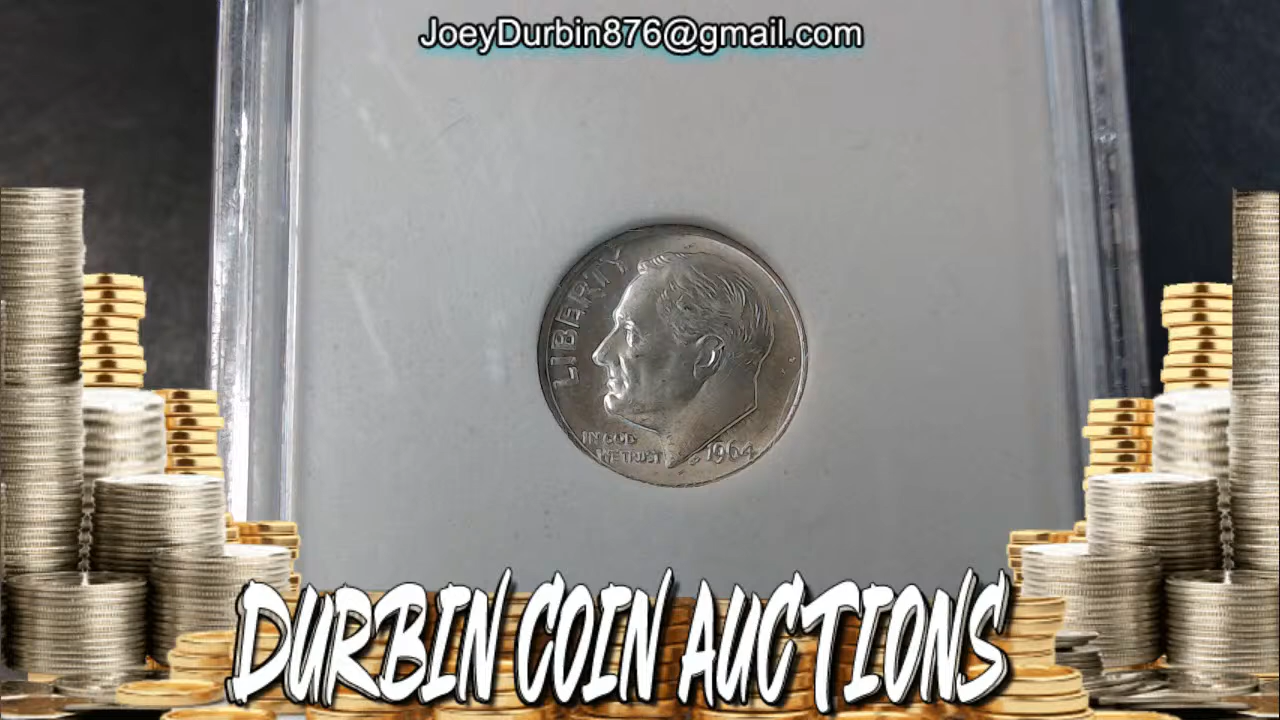 JoeyDurbin876@gmail.com
LIBERTY
IN GOD
WE TRUST
1964
DURBIN COIN AUCTIONS